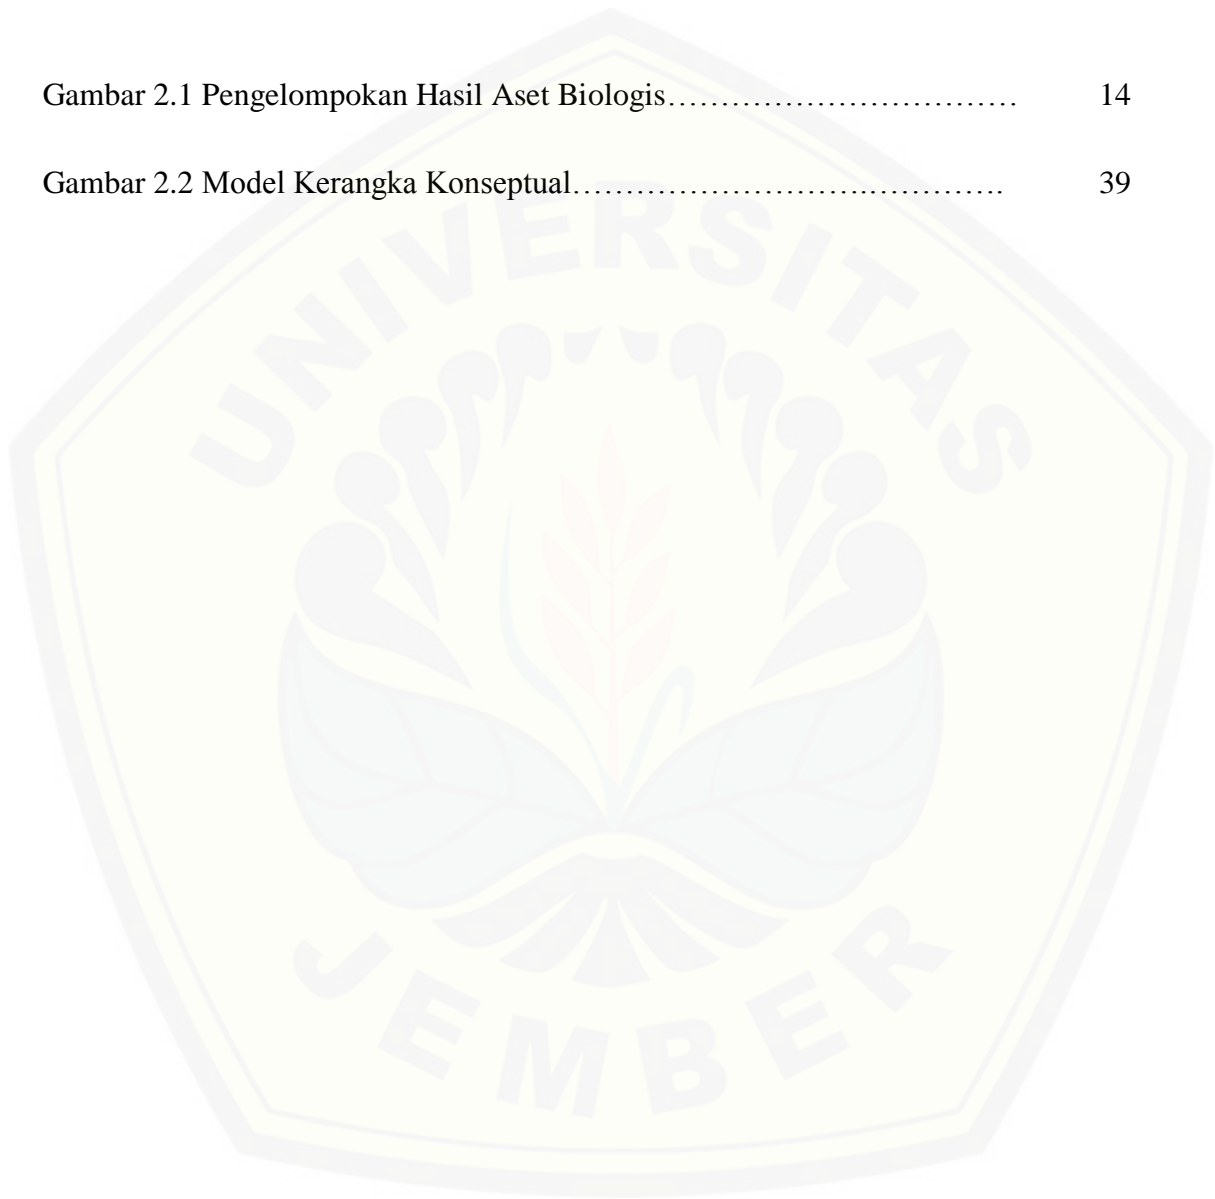 Gambar 2.1 Pengelompokan Hasil Aset Biologis……………………………  14
Gambar 2.2 Model Kerangka Konseptual………………………………….  39
UNIVERSITAS
JEMBER